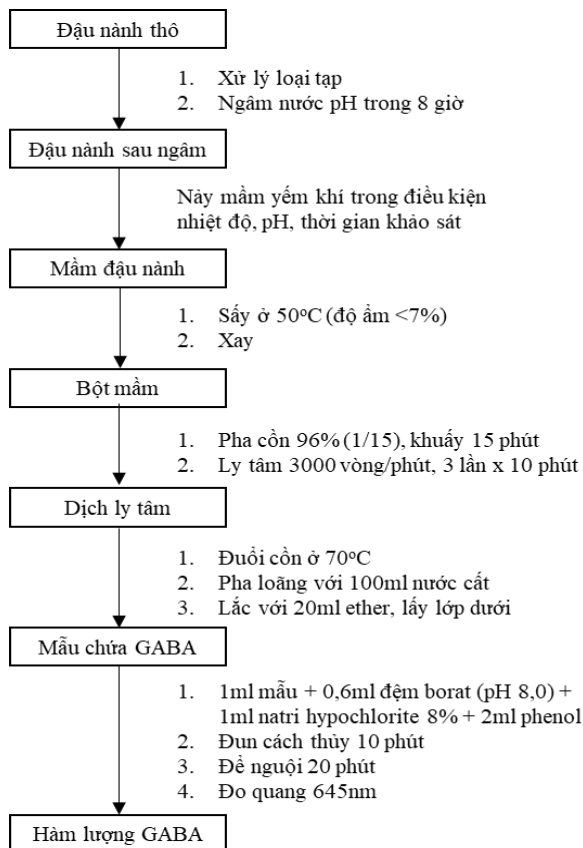 Đậu nành thô
1. Xử lý loại tạp
2. Ngâm nước pH trong 8 giờ
Đậu nành sau ngâm
Nảy mầm yếm khí trong điều kiện
nhiệt độ, pH, thời gian khảo sát
Mầm đậu nành
1. Sấy ở 50°C (độ ẩm <7%)
2. Xay
Bột mầm
1. Pha cồn 96% (1/15), khuấy 15 phút
2. Ly tâm 3000 vòng/phút, 3 lần x 10 phút
Dịch ly tâm
1. Đuổi cồn ở 70°C
2. Pha loãng với 100ml nước cất
3. Lắc với 20ml ether, lấy lớp dưới
Mẫu chứa GABA
1. 1ml mẫu + 0,6ml đệm borat (pH 8,0) +
1ml natri hypochlorite 8% + 2ml phenol
2. Đun cách thủy 10 phút
3. Để nguội 20 phút
4. Đo quang 645nm
Hàm lượng GABA